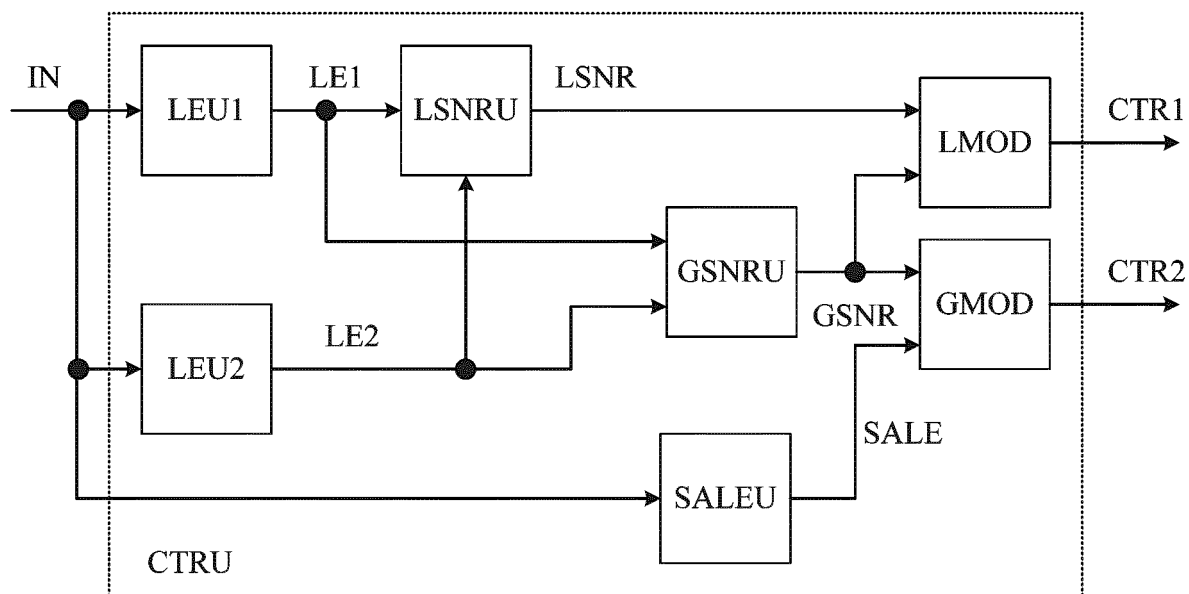 IN
LEU1
LE1
LSNRU
LSNR
LMOD
CTR1
GSNRU
GSNR
GMOD
CTR2
LEU2
LE2
SALEU
SALE
CTRU